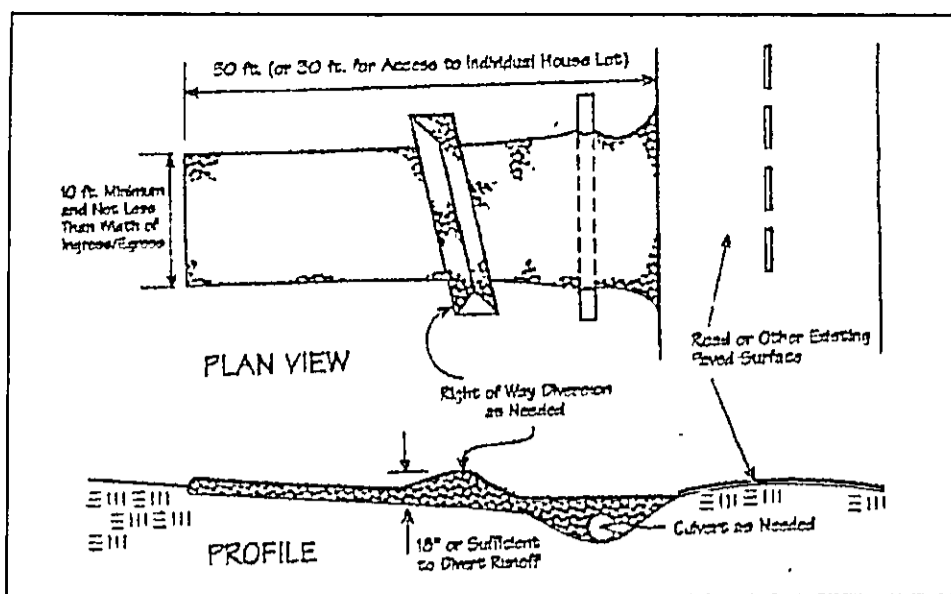 50 ft. (or 30 ft. for Access to Individual House Lot)
10 ft. Minimum
and Not Less
Than Width of
Ingress/Egress
PLAN VIEW
Road or Other Existing
Paved Surface
Right of Way Diversion
as Needed
Culvert as Needed
PROFILE
18" or Sufficient
to Divert Runoff